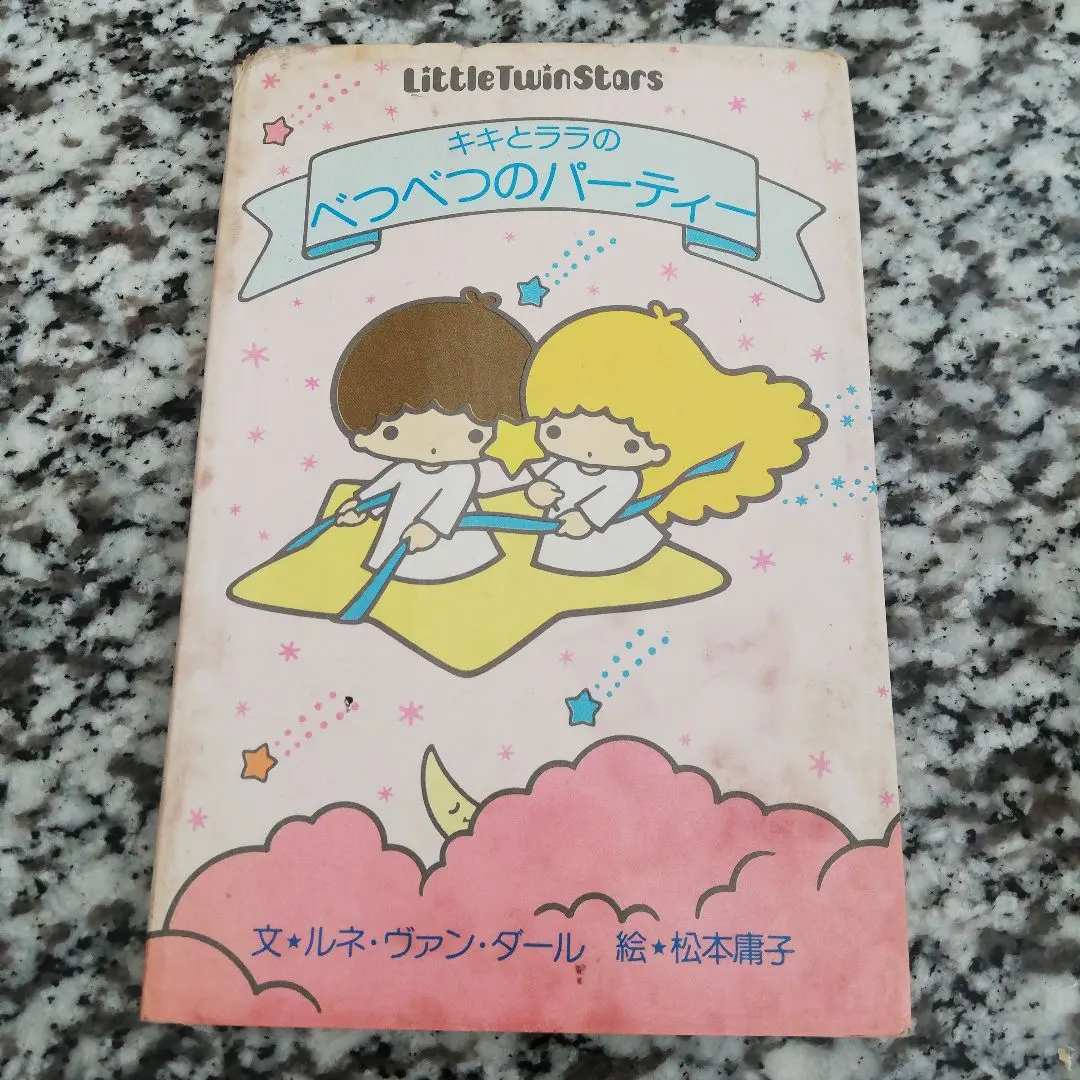 LittleTwinStars
キキとララの
べつべつのパーティー
文★ルネ・ヴァン・ダール 絵★松本庸子